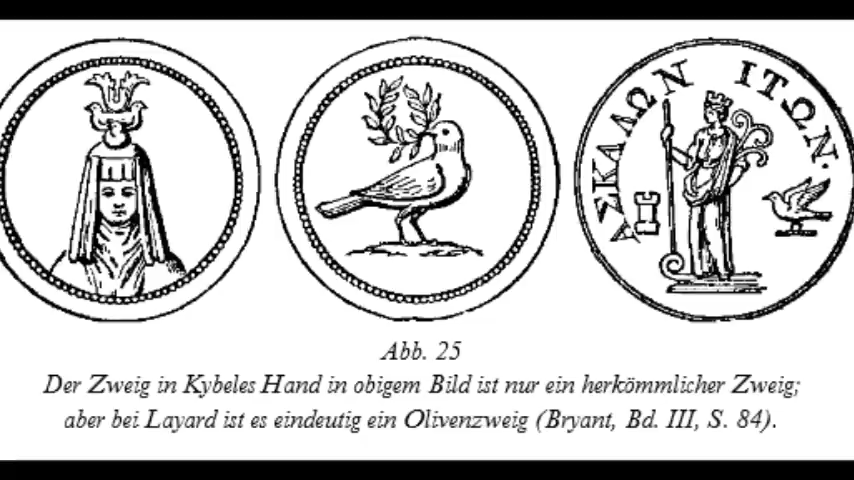 ΑΣΚΑΛΩΝ ΙΤΩΝ.
Abb. 25
Der Zweig in Kybeles Hand in obigem Bild ist nur ein herkömmlicher Zweig;
aber bei Layard ist es eindeutig ein Olivenzweig (Bryant, Bd. III, S. 84).